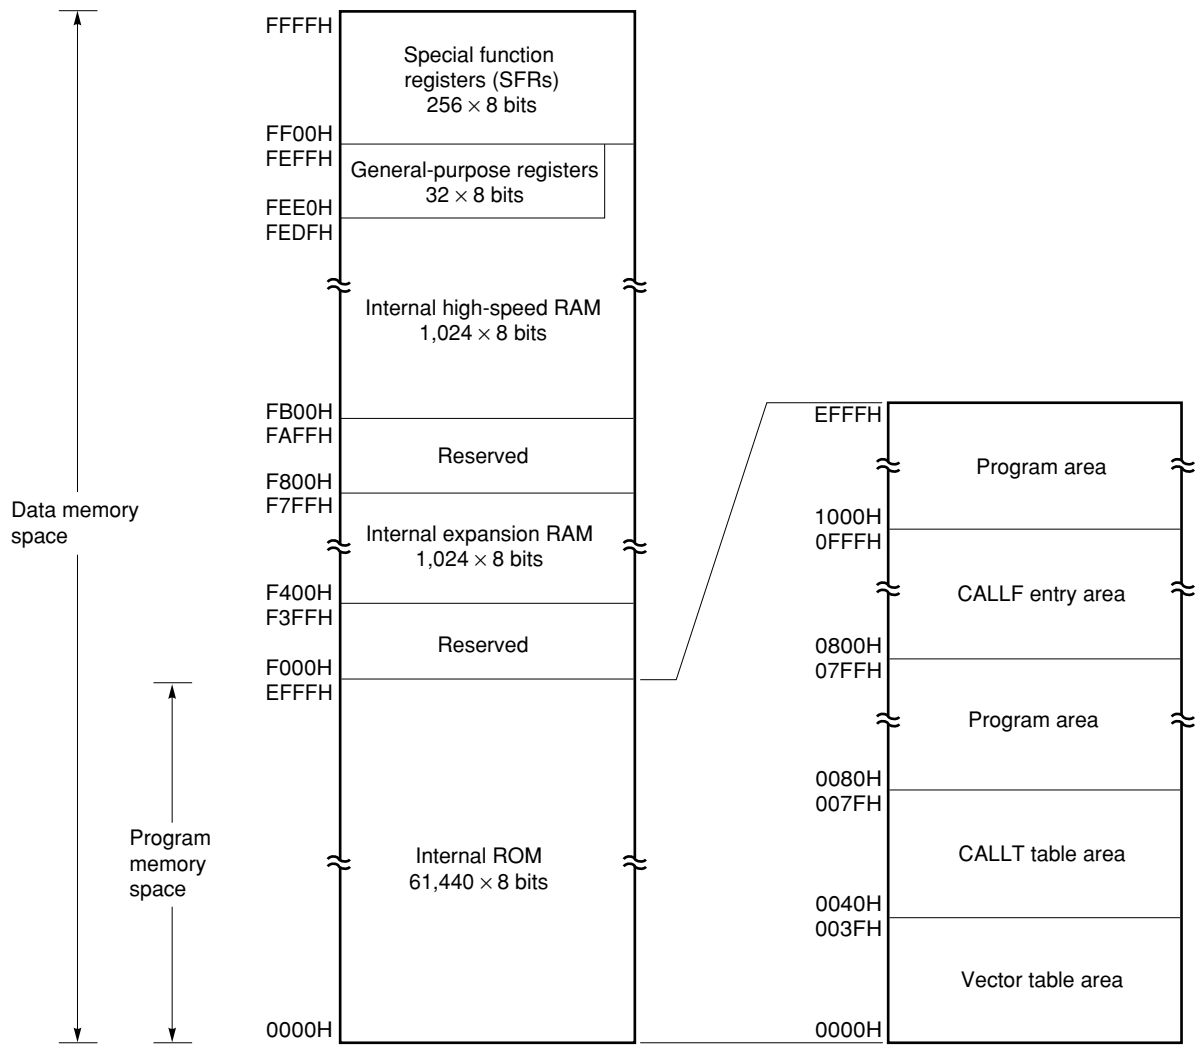 FFFFH
Special function
registers (SFRs)
256 × 8 bits
FF00H
FEFFH
General-purpose registers
32 × 8 bits
FEE0H
FEDFH
Internal high-speed RAM
1,024 × 8 bits
FB00H
FAFFH
Reserved
F800H
F7FFH
Internal expansion RAM
1,024 × 8 bits
F400H
F3FFH
Reserved
F000H
EFFFH
Internal ROM
61,440 × 8 bits
0000H
Data memory
space
Program
memory
space
EFFFH
Program area
1000H
0FFFH
CALLF entry area
0800H
07FFH
Program area
0080H
007FH
CALLT table area
0040H
003FH
Vector table area
0000H